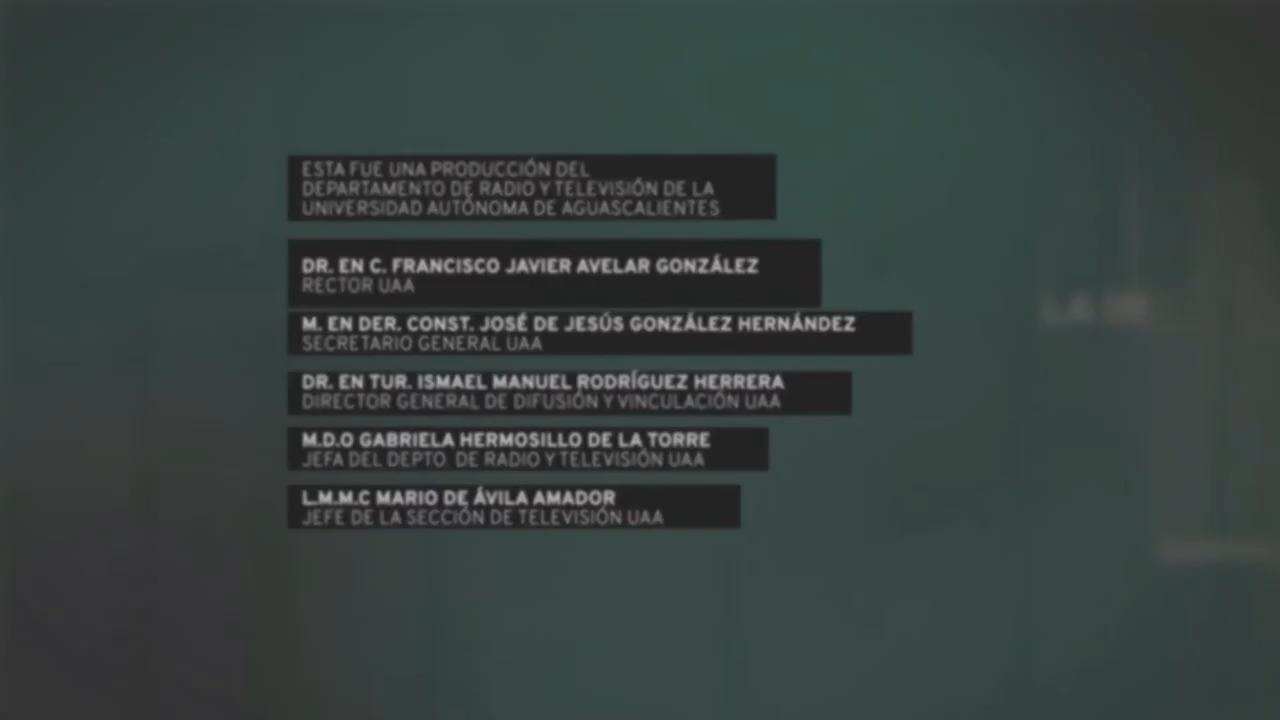 ESTA FUE UNA PRODUCCIÓN DEL
DEPARTAMENTO DE RADIO Y TELEVISIÓN DE LA
UNIVERSIDAD AUTÓNOMA DE AGUASCALIENTES
DR. EN C. FRANCISCO JAVIER AVELAR GONZÁLEZ
RECTOR UAA
M. EN DER. CONST. JOSÉ DE JESÚS GONZÁLEZ HERNÁNDEZ
SECRETARIO GENERAL UAA
DR. EN TUR. ISMAEL MANUEL RODRÍGUEZ HERRERA
DIRECTOR GENERAL DE DIFUSIÓN Y VINCULACIÓN UAA
M.D.O GABRIELA HERMOSILLO DE LA TORRE
JEFA DEL DEPTO. DE RADIO Y TELEVISIÓN UAA
L.M.M.C MARIO DE ÁVILA AMADOR
JEFE DE LA SECCIÓN DE TELEVISIÓN UAA